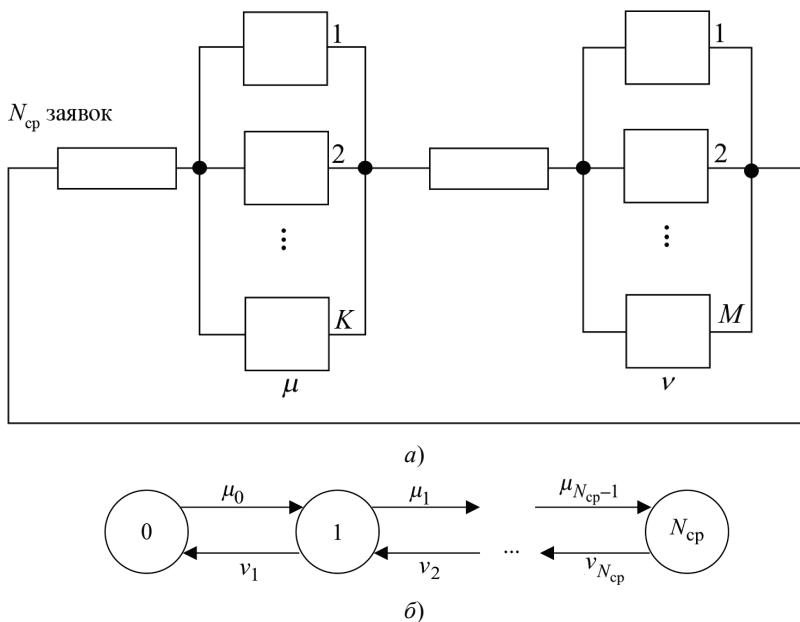 1 1
N_ср заявок
2 2
⋮ ⋮
K M
μ ν
а)
μ_0 μ_1 μ_{N_ср–1}
0 1 N_ср
ν_1 ν_2 ... ν_{N_ср}
б)